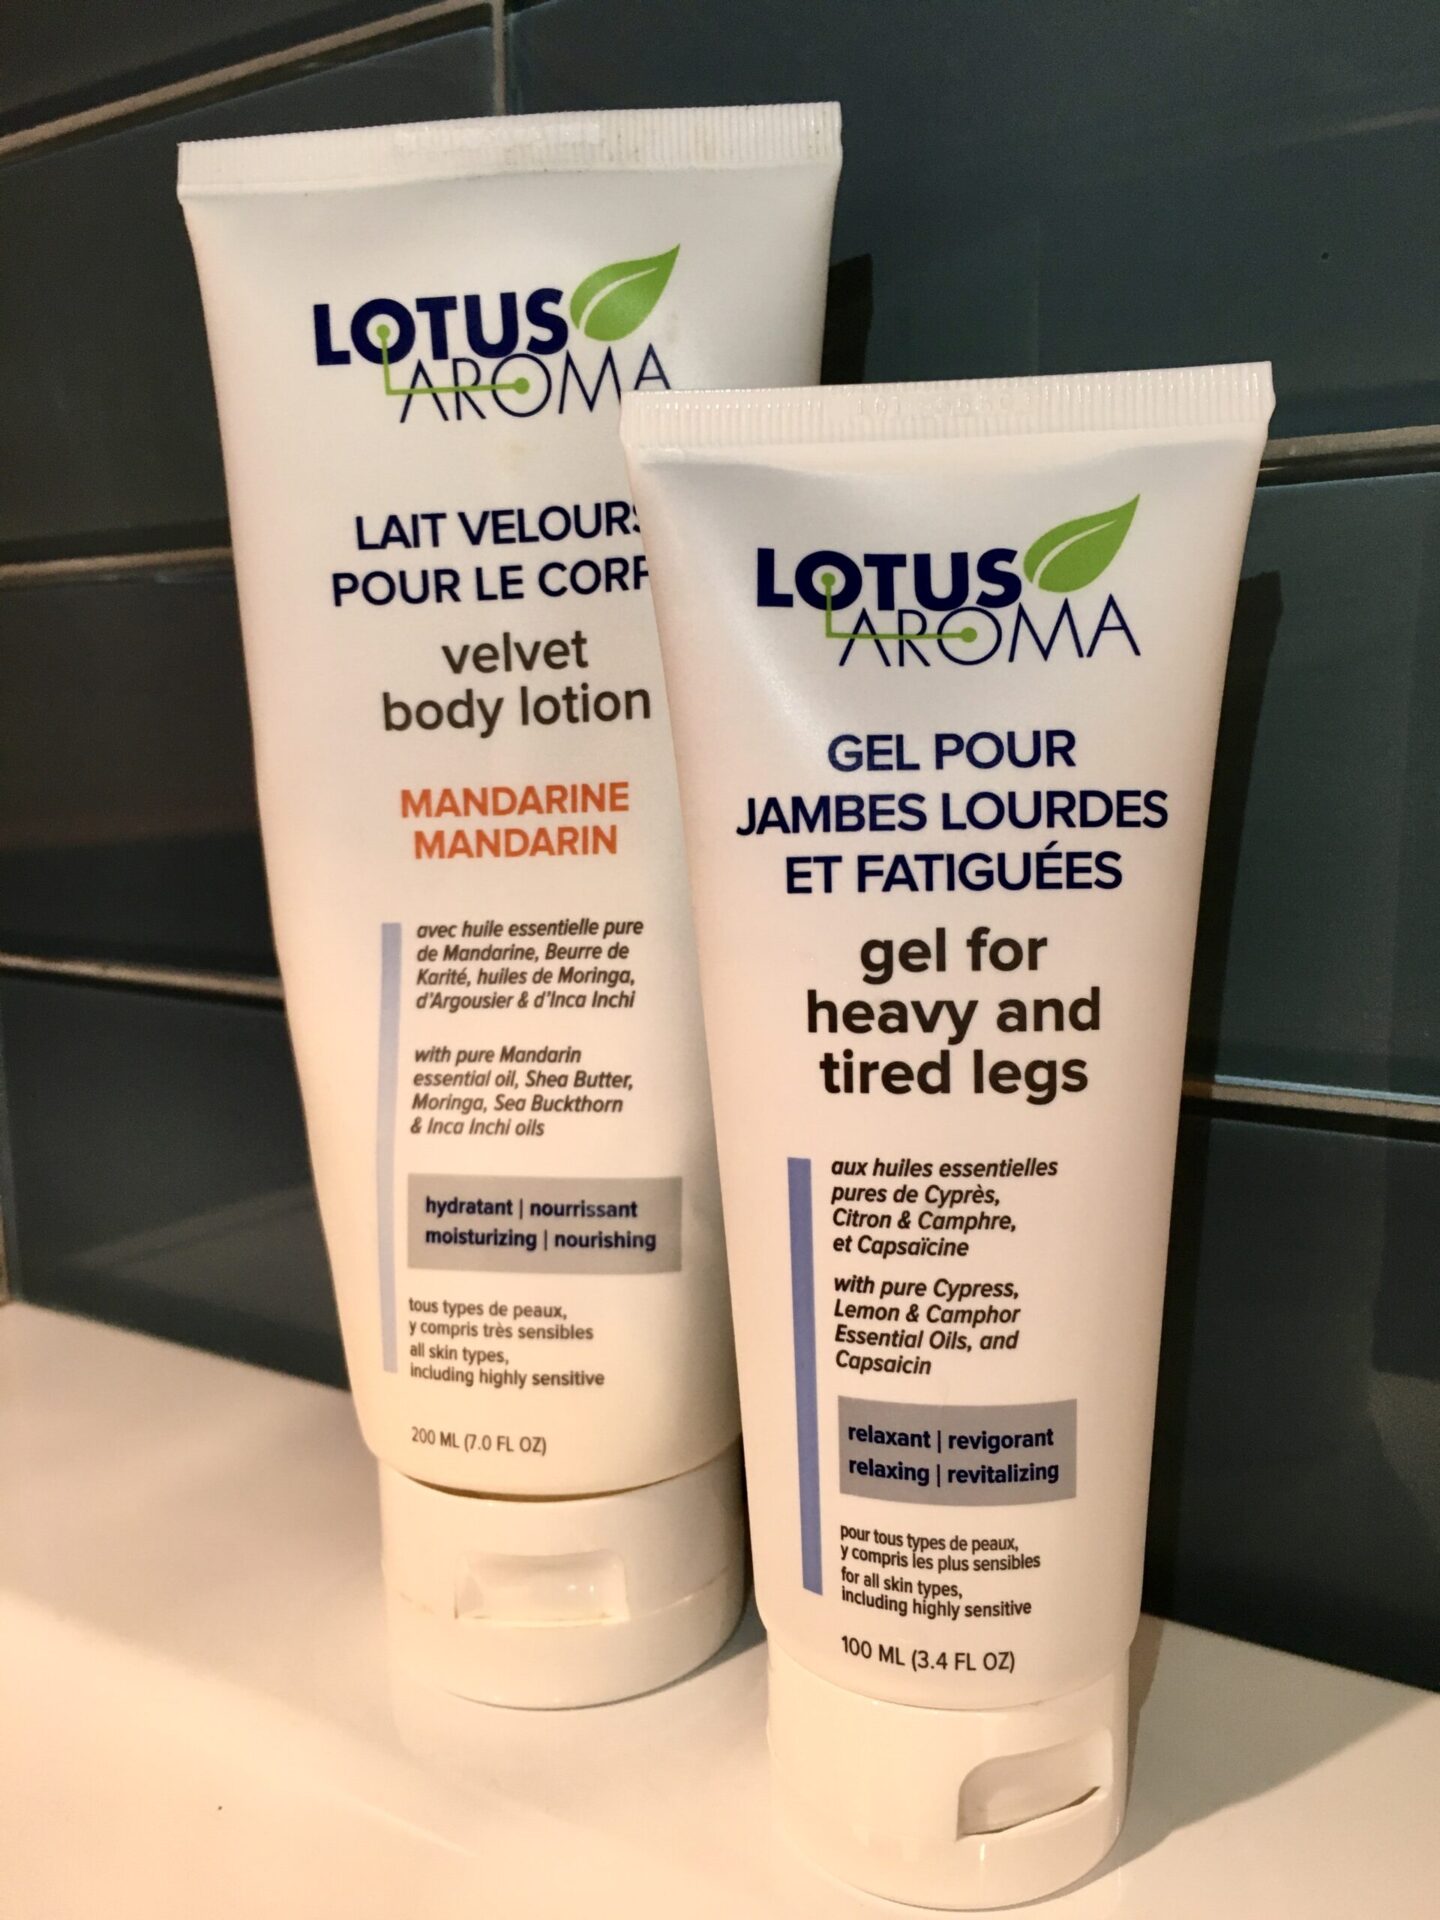 LOTUS
AROMA
LAIT VELOURS
POUR LE
velvet
body lotion
MANDARINE
MANDARIN
avec huile essentielle pure
de Mandarine, Beurre de
Karité, huiles de Moringa,
d'Argousier & d'Inca Inchi
with pure Mandarin
essential oil, Shea Butter,
Moringa, Sea Buckthorn
& Inca Inchi oils
hydratant | nourrissant
moisturizing | nourishing
tous types de peaux,
y compris très sensibles
all skin types,
including highly sensitive
200 ML (7.0 FL OZ)
LOTUS
AROMA
GEL POUR
JAMBES LOURDES
ET FATIGUÉES
gel for
heavy and
tired legs
aux huiles essentielles
pures de Cyprès,
Citron & Camphre,
et Capsaïcine
with pure Cypress,
Lemon & Camphor
Essential Oils, and
Capsaicin
relaxant | revigorant
relaxing | revitalizing
pour tous types de peaux,
y compris les plus sensibles
for all skin types,
including highly sensitive
100 ML (3.4 FL OZ)